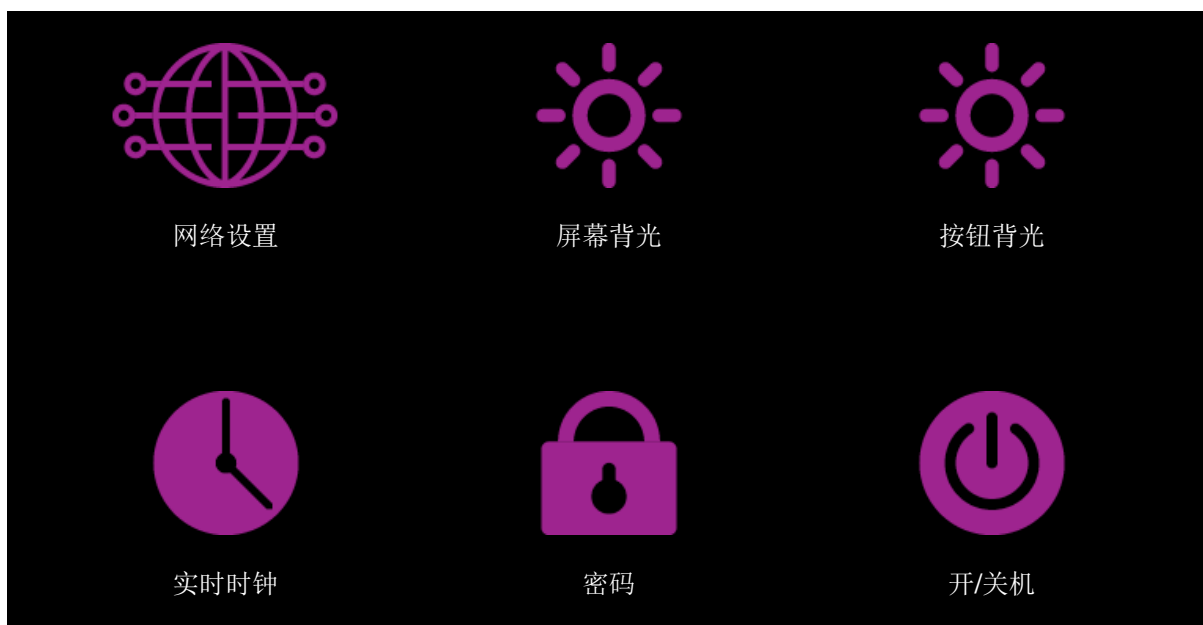 网络设置
屏幕背光
按钮背光
实时时钟
密码
开/关机